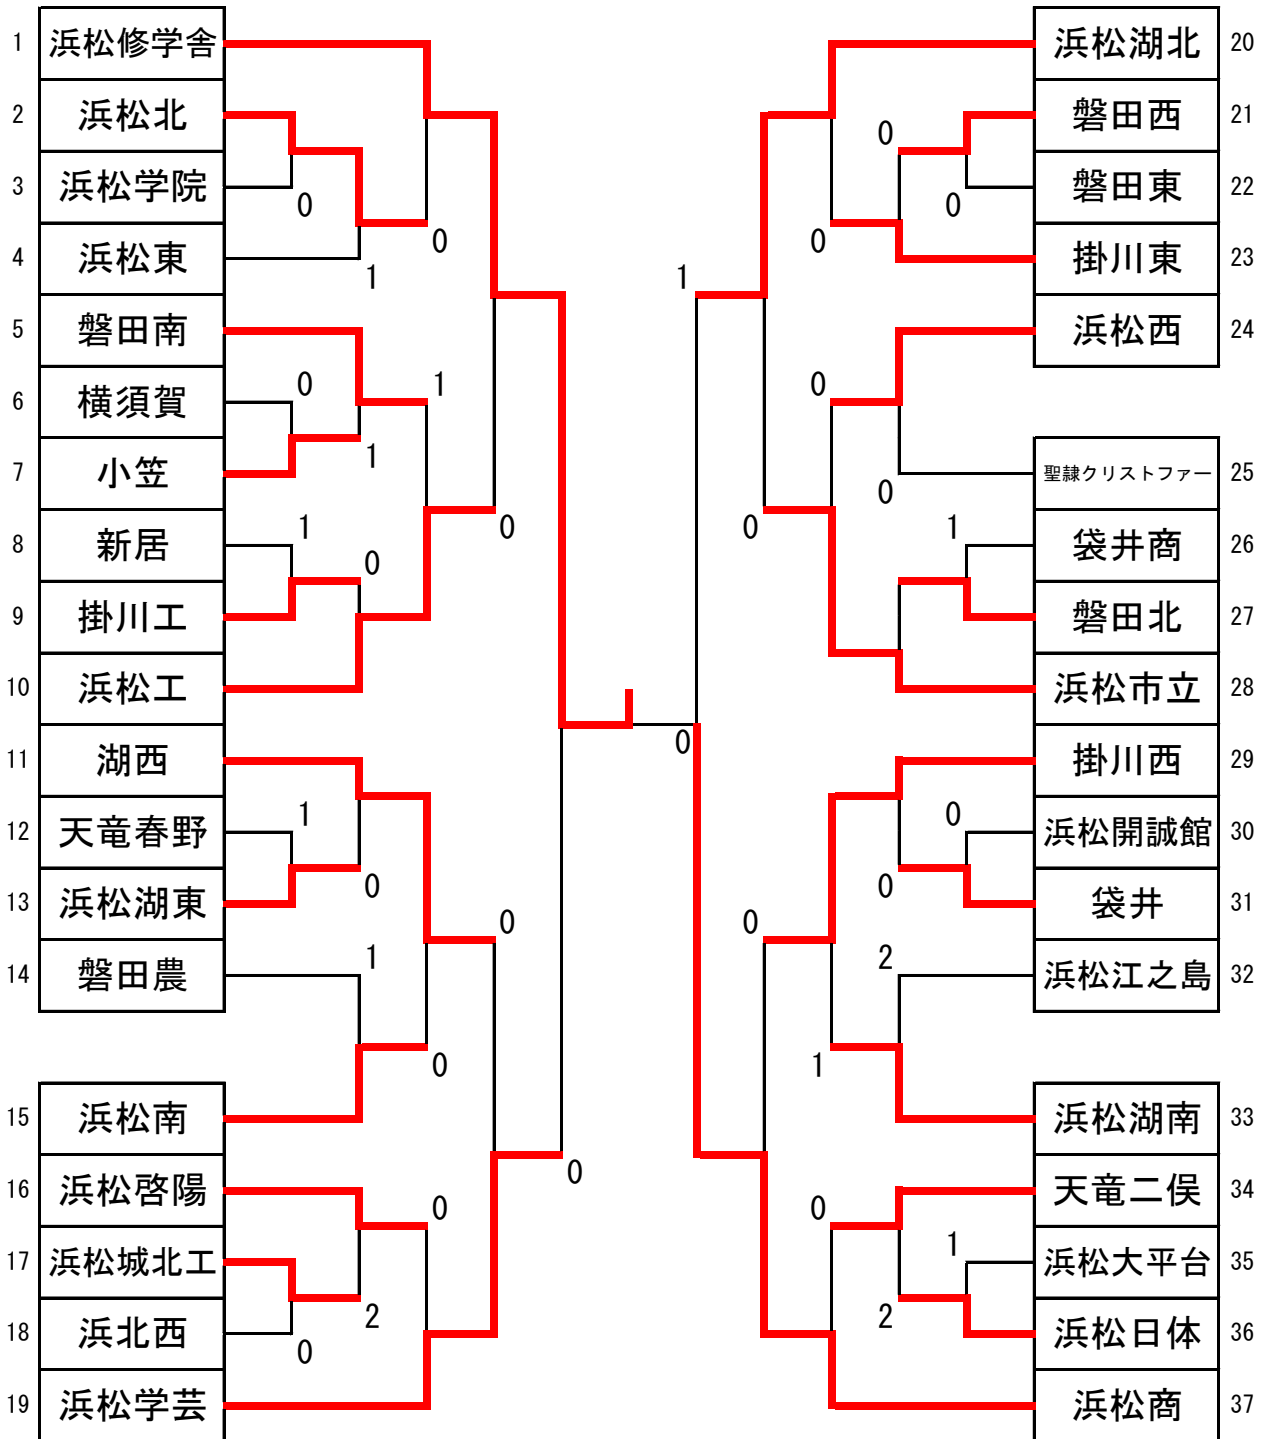 1 浜松修学舎
2 浜松北
3 浜松学院
0
4 浜松東
1
0
5 磐田南
6 横須賀
0
1
7 小笠
1
8 新居
1
0
0
9 掛川工
10 浜松工
11 湖西
12 天竜春野
1
13 浜松湖東
0
14 磐田農
1
0
0
15 浜松南
16 浜松啓陽
0
0
17 浜松城北工
18 浜北西
0
2
19 浜松学芸
浜松湖北 20
磐田西 21
0
磐田東 22
0
掛川東 23
0
1
浜松西 24
0
聖隷クリストファー 25
0
袋井商 26
1
0
磐田北 27
浜松市立 28
0
掛川西 29
浜松開誠館 30
0
袋井 31
0
0
浜松江之島 32
2
1
浜松湖南 33
天竜二俣 34
0
浜松大平台 35
1
浜松日体 36
2
浜松商 37